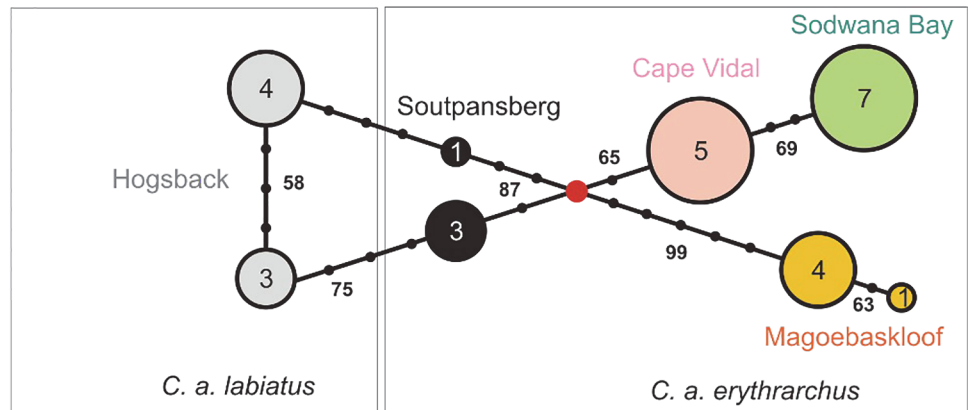 Sodwana Bay
Cape Vidal
4
Soutpansberg
7
1
65
5
69
Hogsback
58
87
3
3
75
99
4
63
1
Magoebaskloof
C. a. labiatus
C. a. erythrarchus